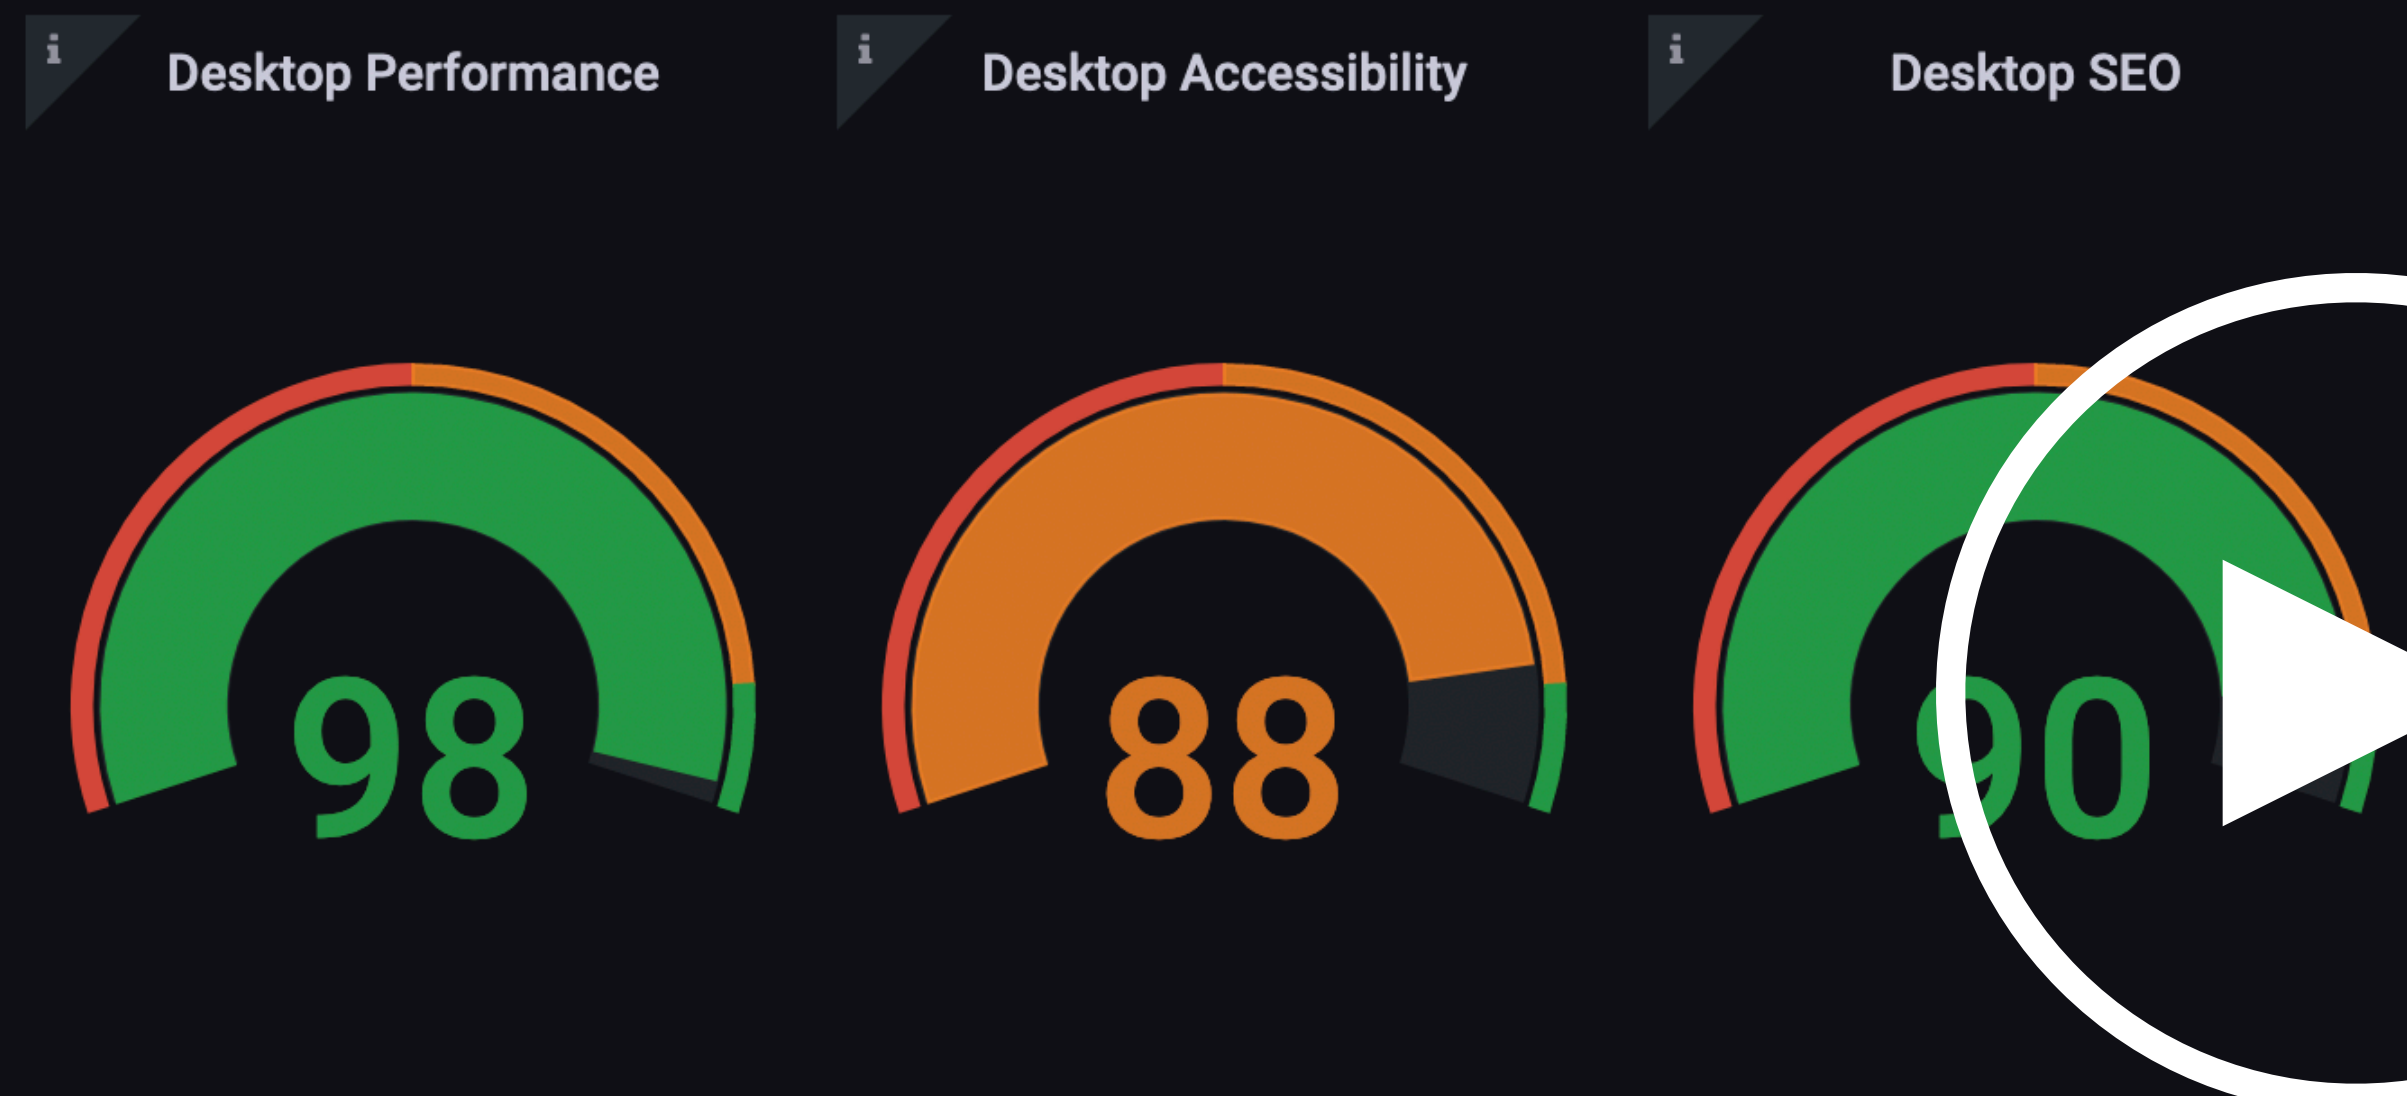 i Desktop Performance
98
i Desktop Accessibility
88
i Desktop SEO
90